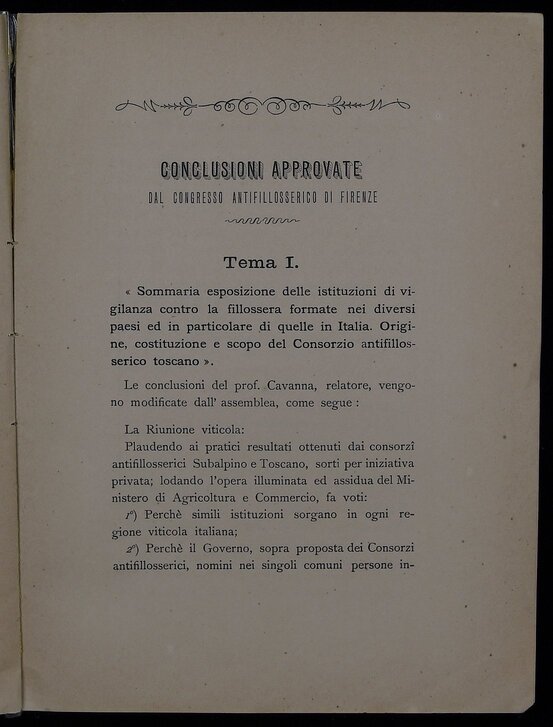 CONCLUSIONI APPROVATE
DAL CONGRESSO ANTIFILLOSSERICO DI FIRENZE
Tema I.
« Sommaria esposizione delle istituzioni di vi-
gilanza contro la fillossera formate nei diversi
paesi ed in particolare di quelle in Italia. Origi-
ne, costituzione e scopo del Consorzio antifillos-
serico toscano ».
Le conclusioni del prof. Cavanna, relatore, vengo-
no modificate dall' assemblea, come segue :
La Riunione viticola:
Plaudendo ai pratici resultati ottenuti dai consorzî
antifillosserici Subalpino e Toscano, sorti per iniziativa
privata; lodando l'opera illuminata ed assidua del Mi-
nistero di Agricoltura e Commercio, fa voti:
1º) Perchè simili istituzioni sorgano in ogni re-
gione viticola italiana;
2º) Perchè il Governo, sopra proposta dei Consorzi
antifillosserici, nomini nei singoli comuni persone in-